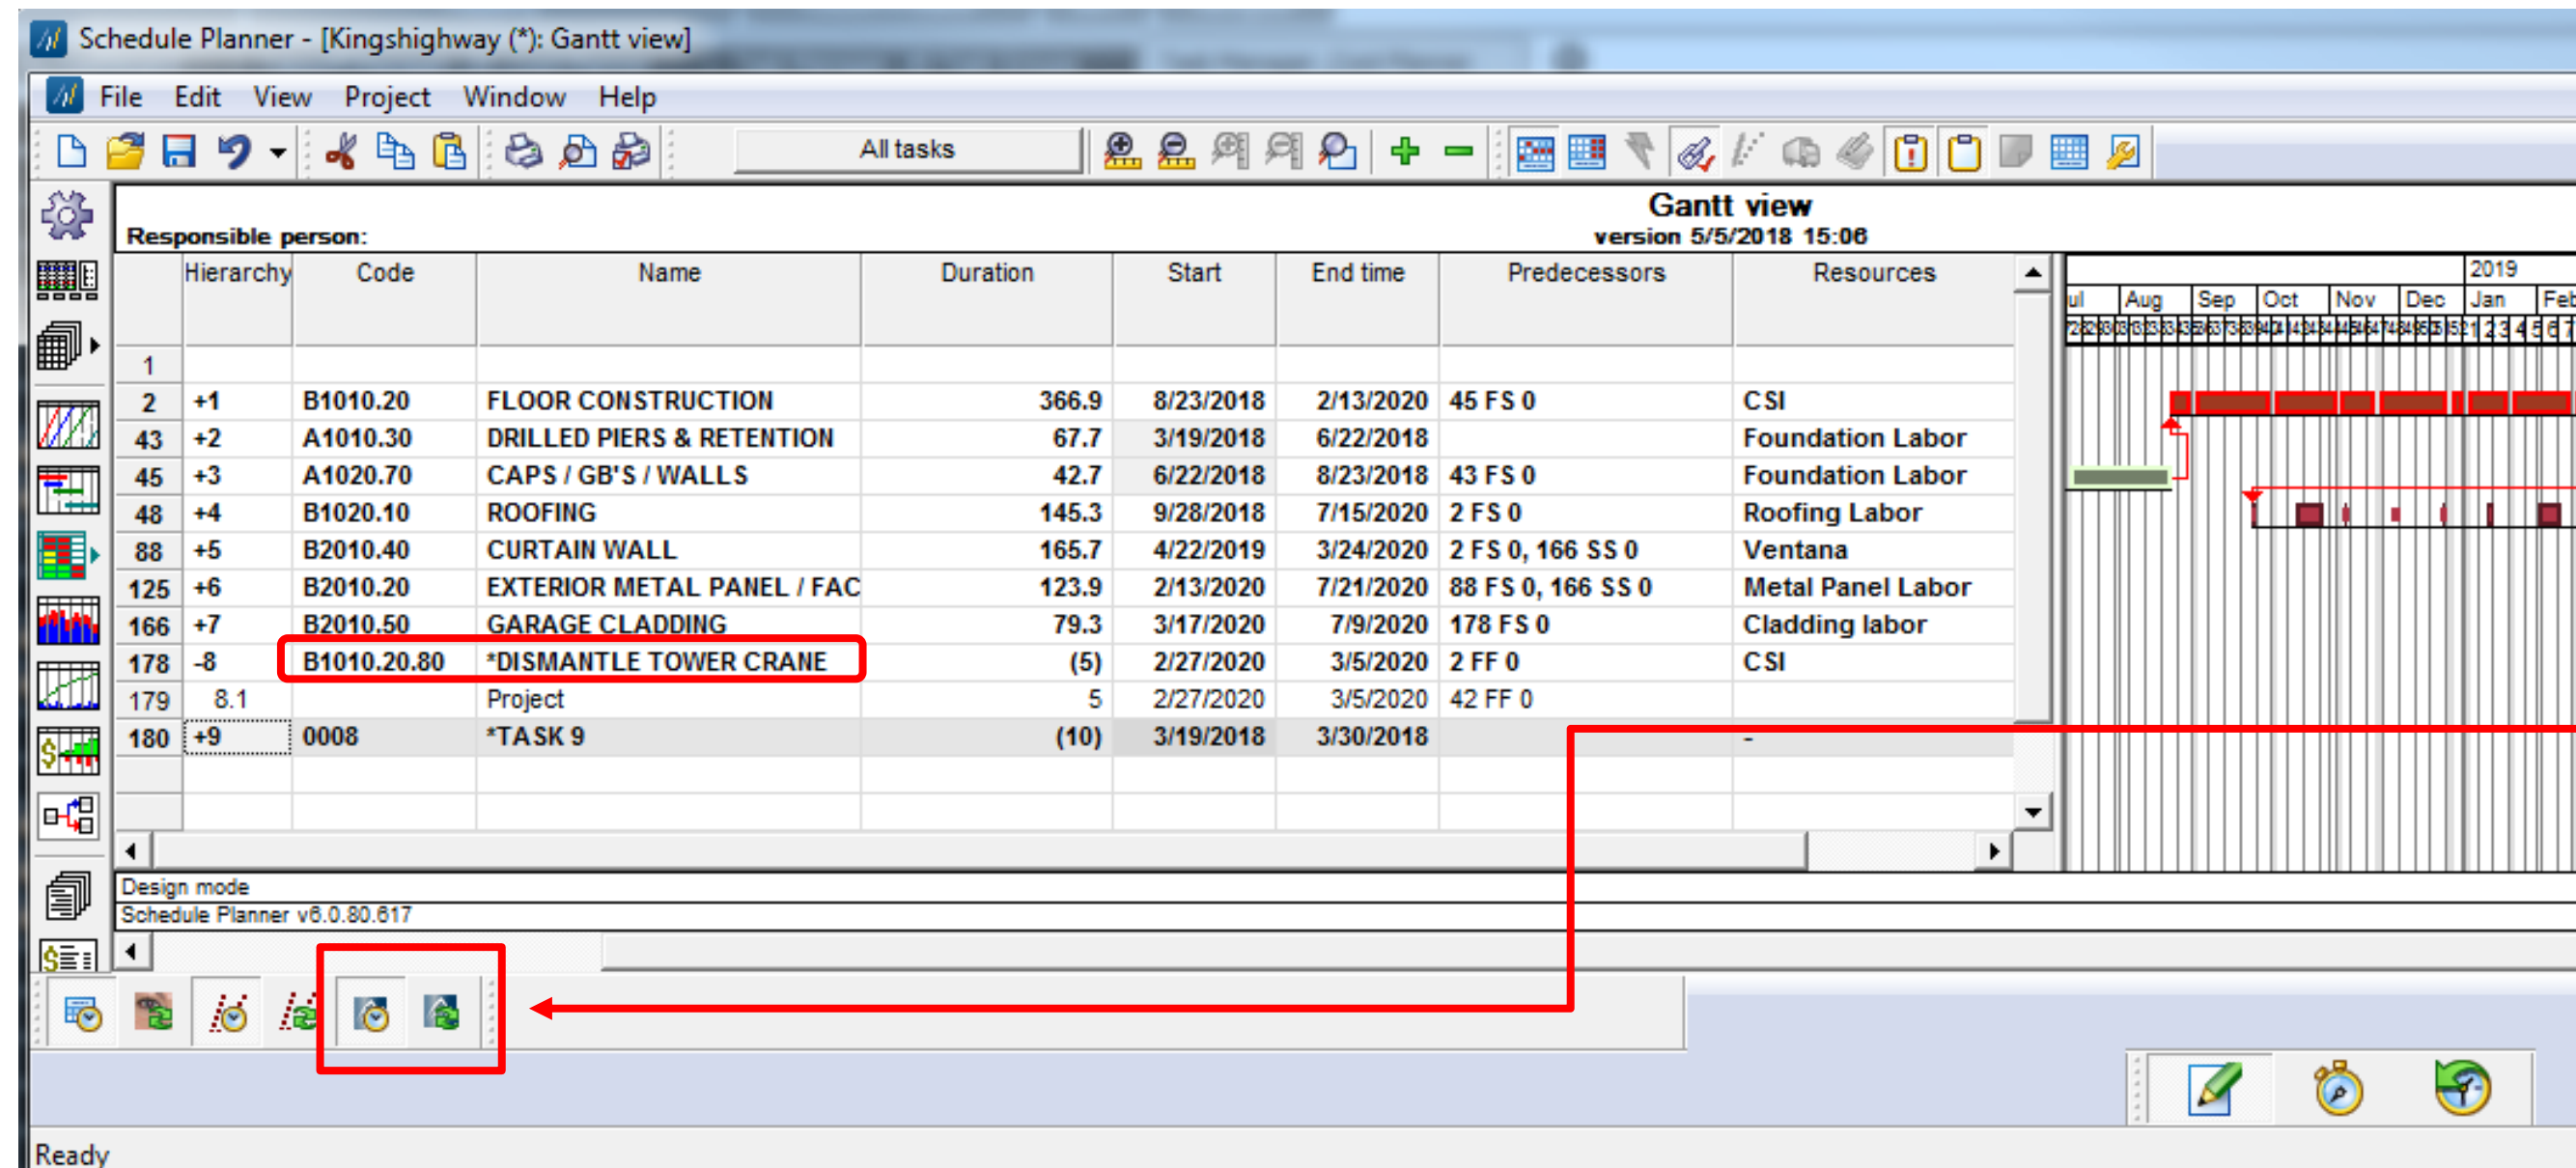 Schedule Planner - [Kingshighway (*): Gantt view]
File Edit View Project Window Help
All tasks
Gantt view
Responsible person: version 5/5/2018 15:06
Hierarchy Code Name Duration Start End time Predecessors Resources
2019
ul Aug Sep Oct Nov Dec Jan Feb
1
2 +1 B1010.20 FLOOR CONSTRUCTION 366.9 8/23/2018 2/13/2020 45 FS 0 CSI
43 +2 A1010.30 DRILLED PIERS & RETENTION 67.7 3/19/2018 6/22/2018 Foundation Labor
45 +3 A1020.70 CAPS / GB'S / WALLS 42.7 6/22/2018 8/23/2018 43 FS 0 Foundation Labor
48 +4 B1020.10 ROOFING 145.3 9/28/2018 7/15/2020 2 FS 0 Roofing Labor
88 +5 B2010.40 CURTAIN WALL 165.7 4/22/2019 3/24/2020 2 FS 0, 166 SS 0 Ventana
125 +6 B2010.20 EXTERIOR METAL PANEL / FAC 123.9 2/13/2020 7/21/2020 88 FS 0, 166 SS 0 Metal Panel Labor
166 +7 B2010.50 GARAGE CLADDING 79.3 3/17/2020 7/9/2020 178 FS 0 Cladding labor
178 -8 B1010.20.80 *DISMANTLE TOWER CRANE (5) 2/27/2020 3/5/2020 2 FF 0 CSI
179 8.1 Project 5 2/27/2020 3/5/2020 42 FF 0
180 +9 0008 *TASK 9 (10) 3/19/2018 3/30/2018 -
Design mode
Schedule Planner v6.0.80.617
Ready